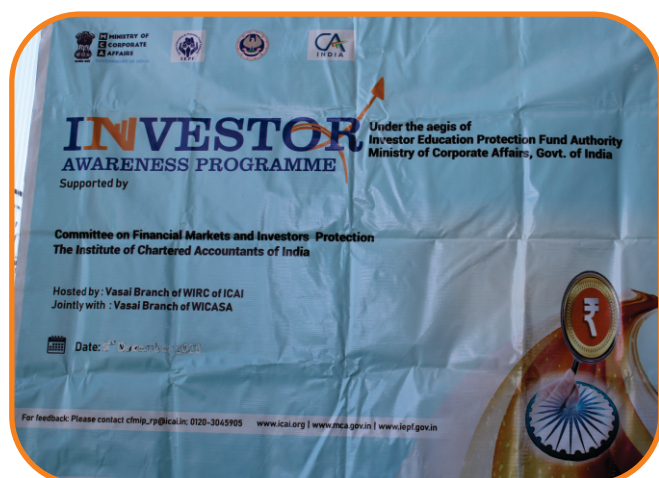 MINISTRY OF
CORPORATE
AFFAIRS
IEPF
CA
INDIA
INVESTOR
AWARENESS PROGRAMME
Under the aegis of
Investor Education Protection Fund Authority
Ministry of Corporate Affairs, Govt. of India
Supported by
Committee on Financial Markets and Investors Protection
The Institute of Chartered Accountants of India
Hosted by : Vasai Branch of WIRC of ICAI
Jointly with : Vasai Branch of WICASA
Date:
₹
For feedback: Please contact cfmip_rp@icai.in; 0120-3045905 www.icai.org | www.mca.gov.in | www.iepf.gov.in